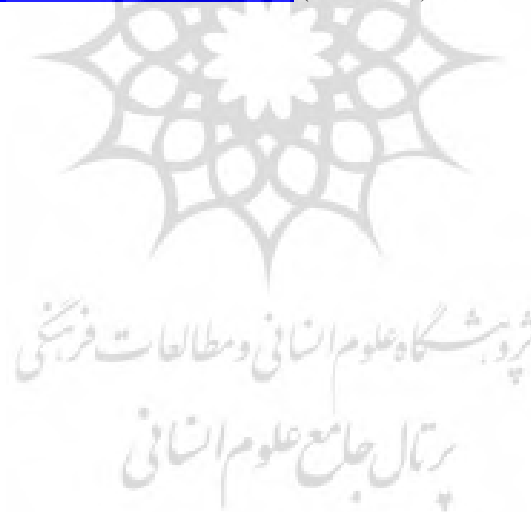 پژوهشگاه علوم انسانی و مطالعات فرهنگی
پرتال جامع علوم انسانی